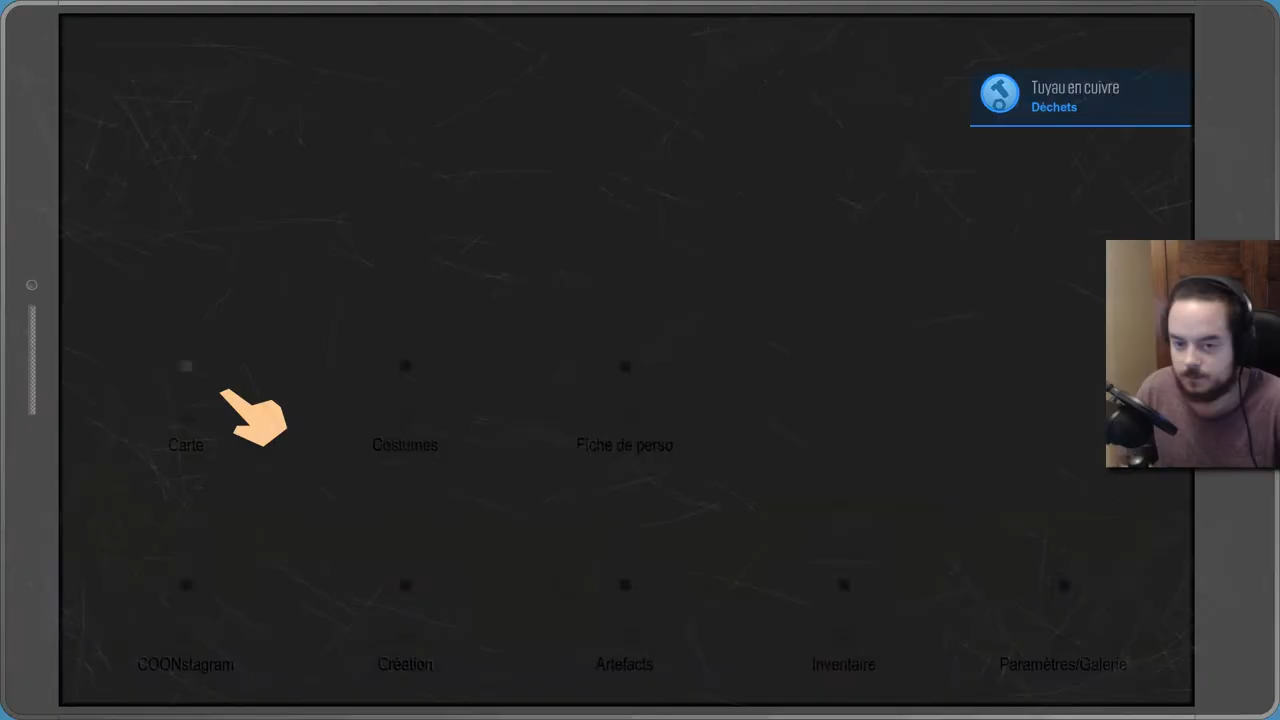 Tuyau en cuivre
Déchets
Carte
Costumes
Fiche de perso
COONstagram
Création
Artefacts
Inventaire
Paramètres/Galerie